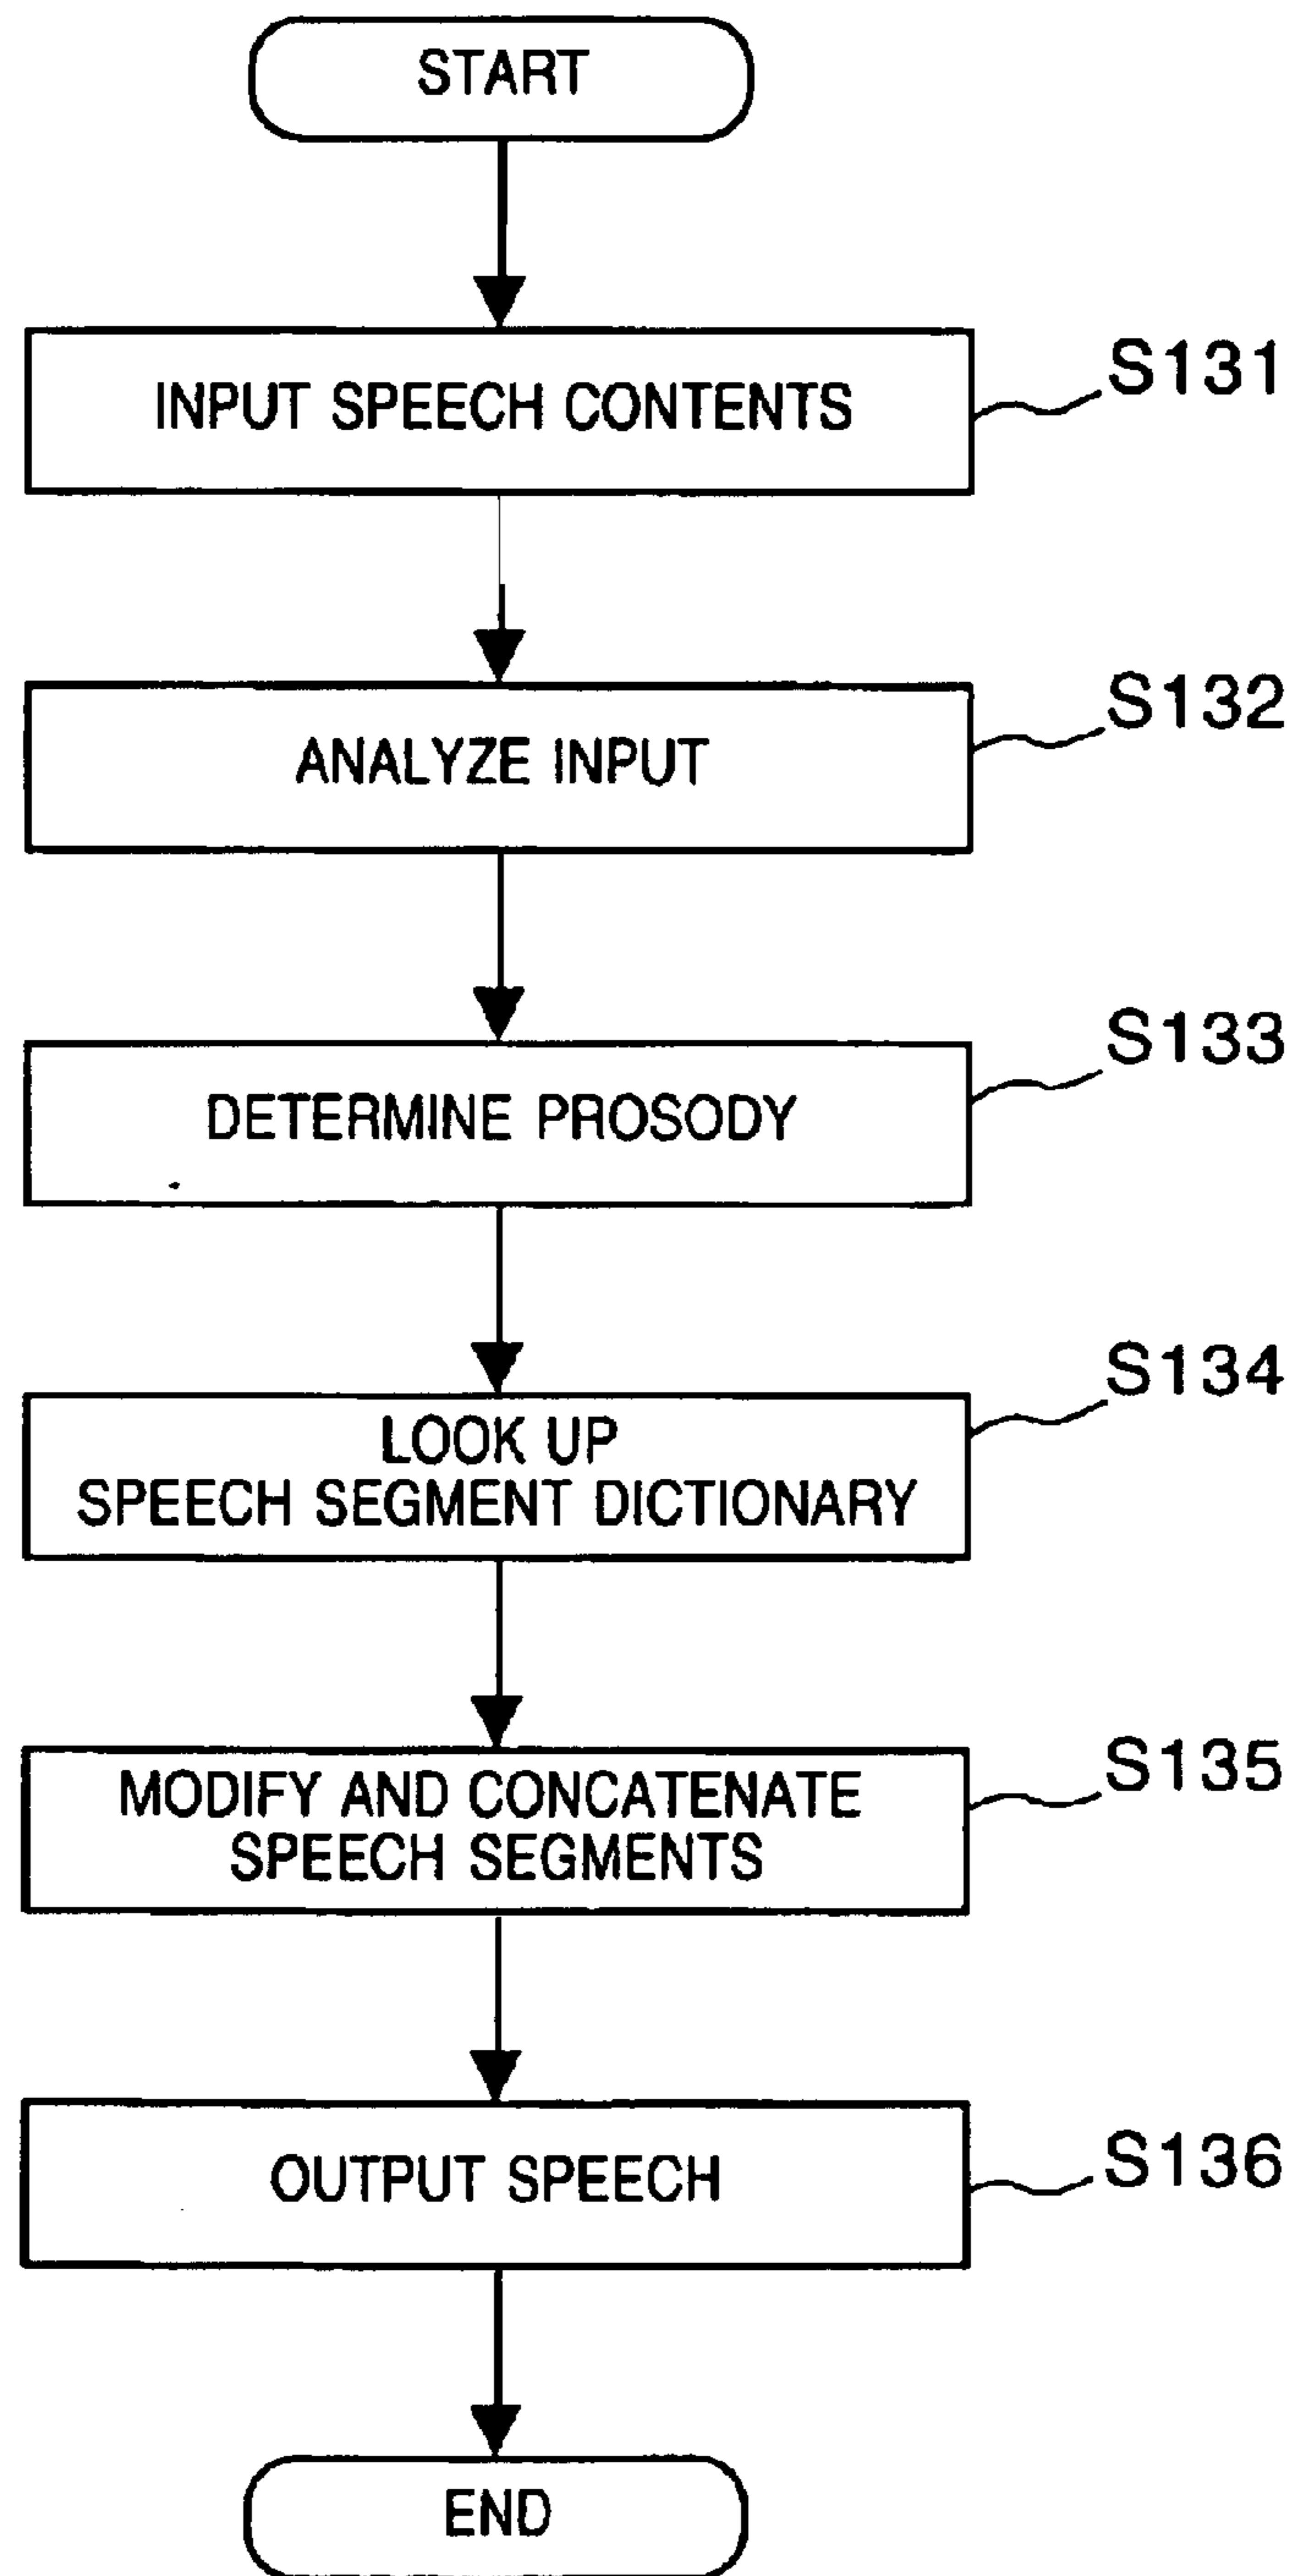 START
INPUT SPEECH CONTENTS
S131
ANALYZE INPUT
S132
DETERMINE PROSODY
S133
LOOK UP
SPEECH SEGMENT DICTIONARY
S134
MODIFY AND CONCATENATE
SPEECH SEGMENTS
S135
OUTPUT SPEECH
S136
END